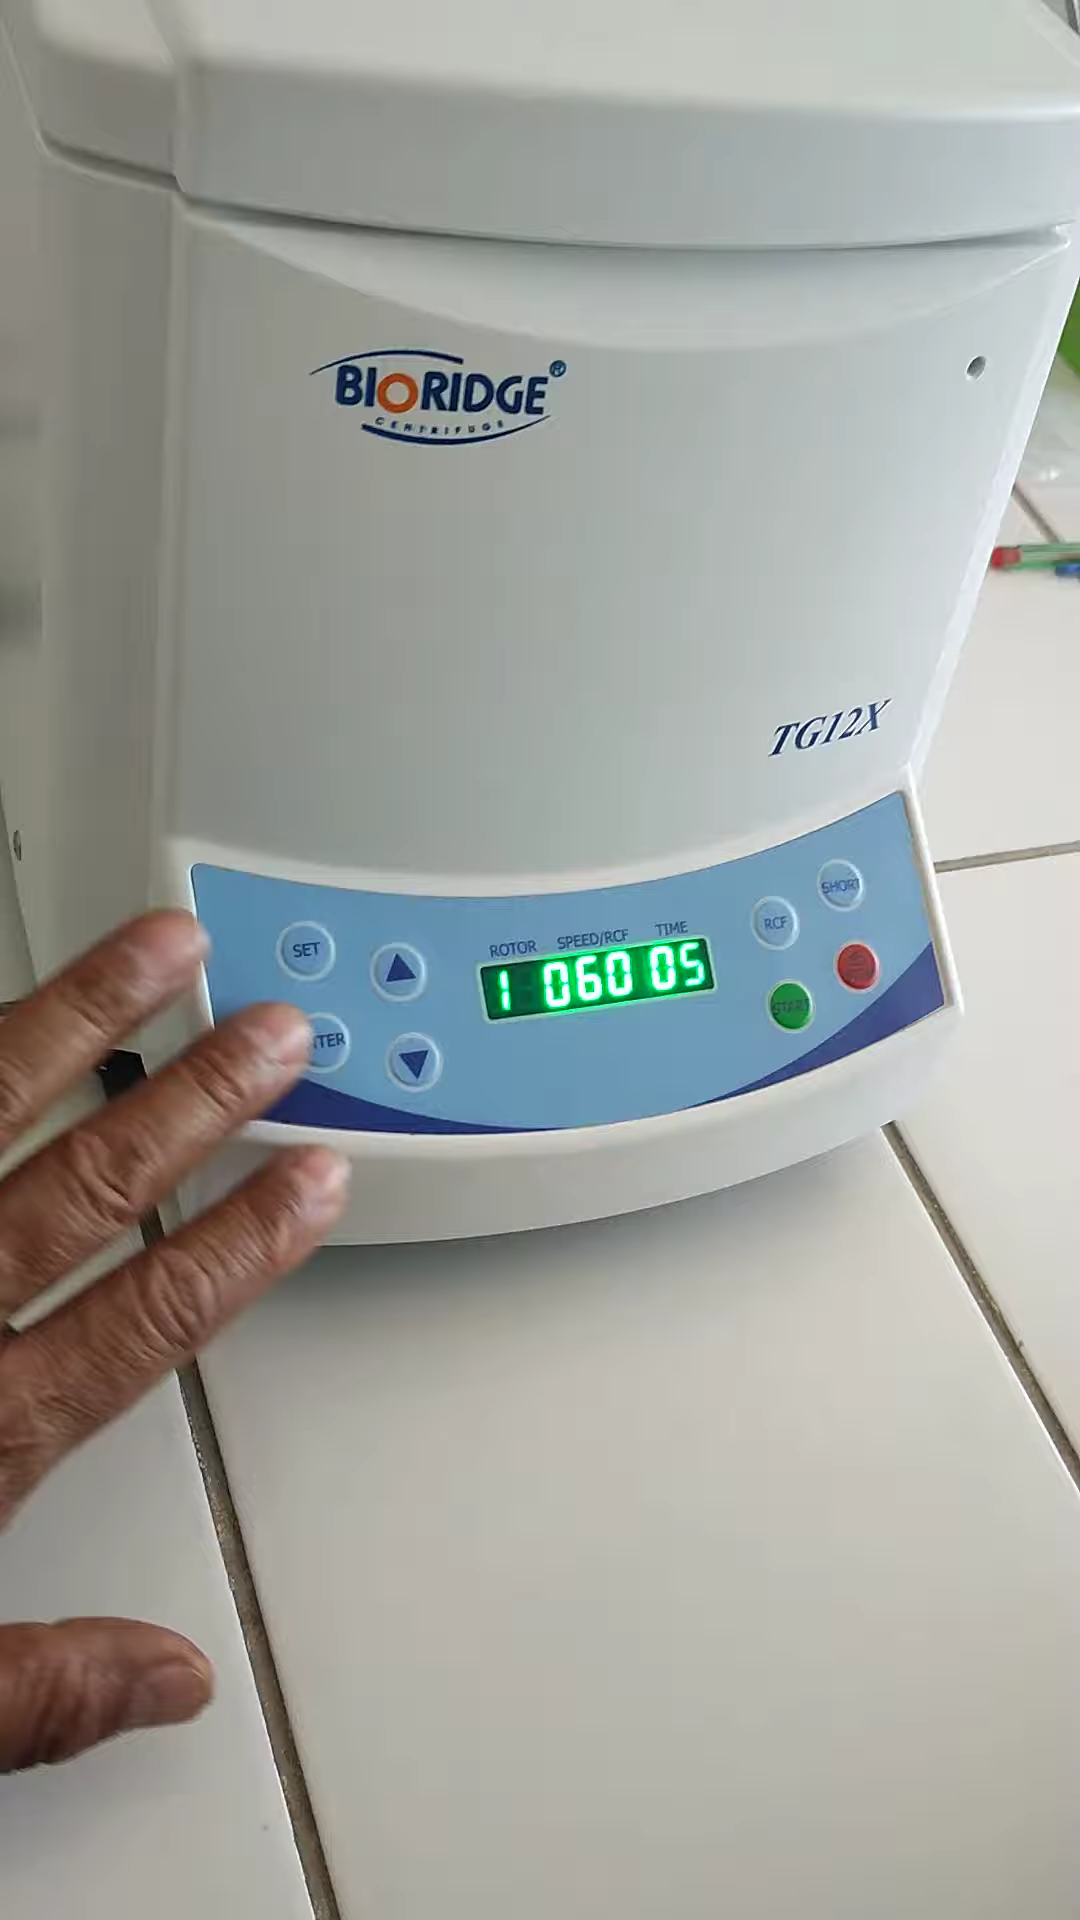 BIORIDGE®
CENTRIFUGE
TG12X
SET
ROTOR SPEED/RCF TIME
1 060 05
RCF
SHORT
START